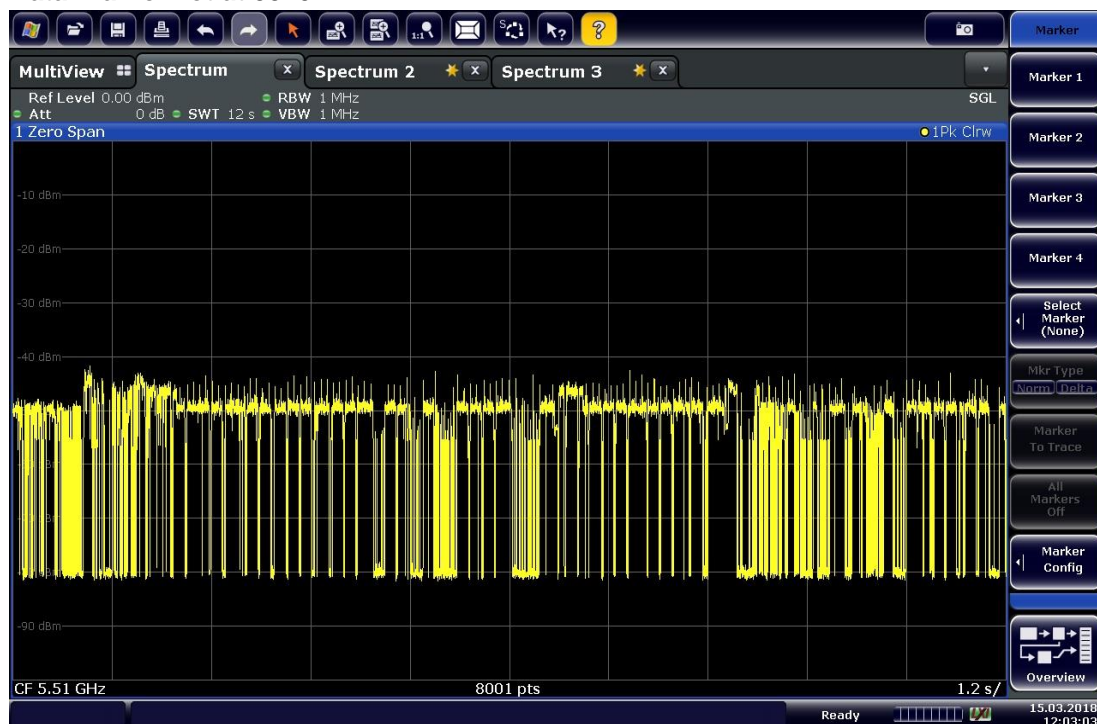 1:1
S
?
?
Marker
MultiView Spectrum x Spectrum 2 x Spectrum 3 x
Ref Level 0.00 dBm RBW 1 MHz SGL
Att 0 dB SWT 12 s VBW 1 MHz
1 Zero Span 1Pk Clrw
-10 dBm
-20 dBm
-30 dBm
-40 dBm
-90 dBm
CF 5.51 GHz 8001 pts 1.2 s/
Marker 1
Marker 2
Marker 3
Marker 4
Select
Marker
(None)
Mkr Type
Norm Delta
Marker
To Trace
All
Markers
Off
Marker
Config
Overview
Ready
15.03.2018
12:03:03